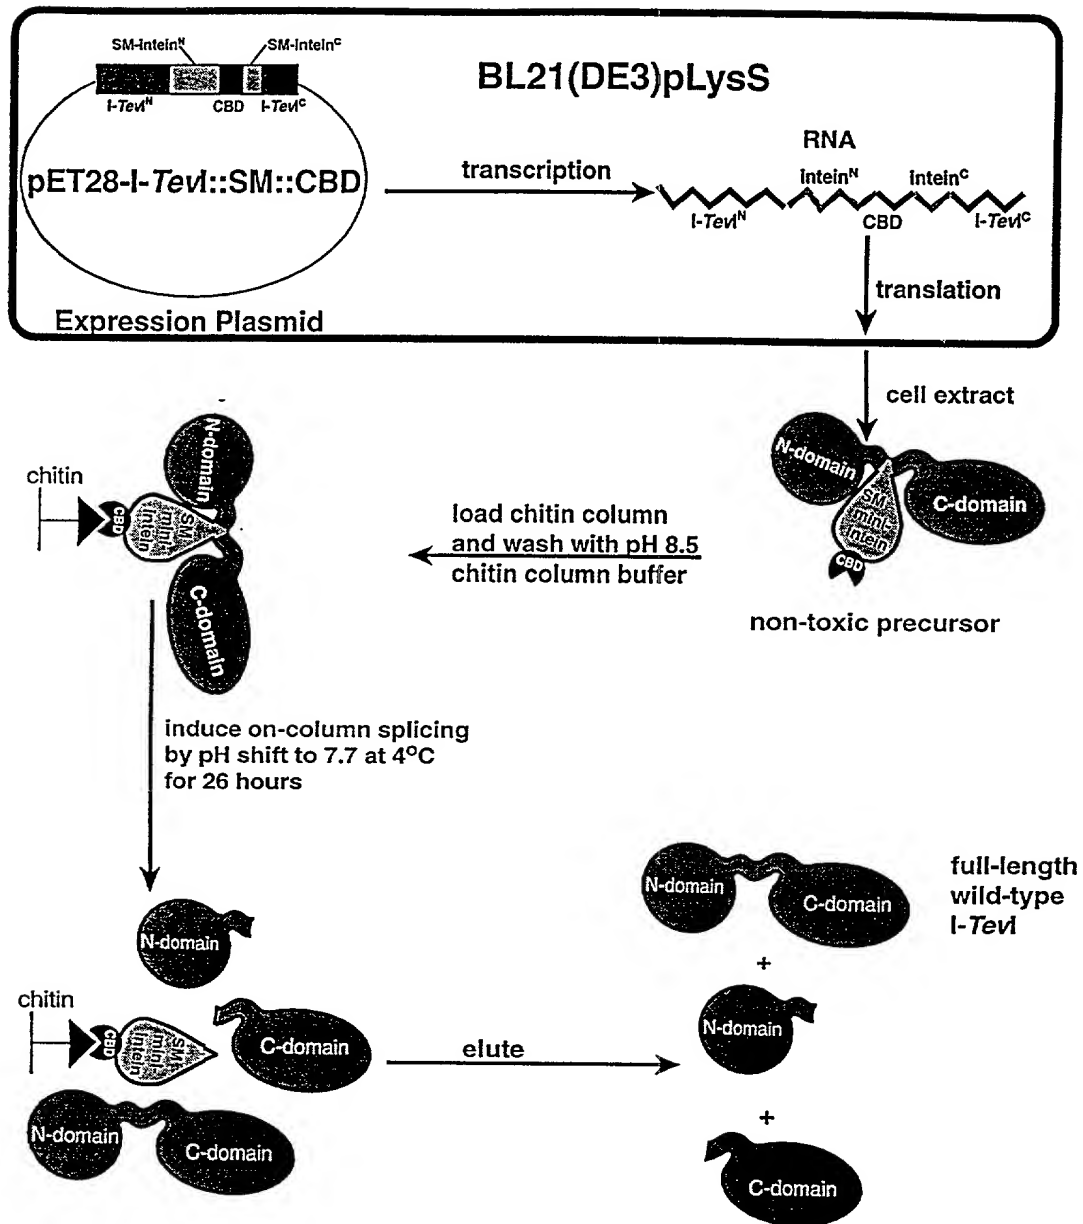 SM-intein^N
SM-intein^C
I-TevI^N
CBD
I-TevI^C
BL21(DE3)pLysS
pET28-I-TevI::SM::CBD
transcription
RNA
intein^N
intein^C
I-TevI^N
CBD
I-TevI^C
translation
Expression Plasmid
cell extract
N-domain
C-domain
SM
mini-
intein
CBD
non-toxic precursor
load chitin column
and wash with pH 8.5
chitin column buffer
chitin
CBD
SM
mini
intein
N-domain
C-domain
induce on-column splicing
by pH shift to 7.7 at 4°C
for 26 hours
N-domain
chitin
CBD
SM
mini
intein
C-domain
N-domain
C-domain
elute
N-domain
C-domain
full-length
wild-type
I-TevI
+
N-domain
+
C-domain